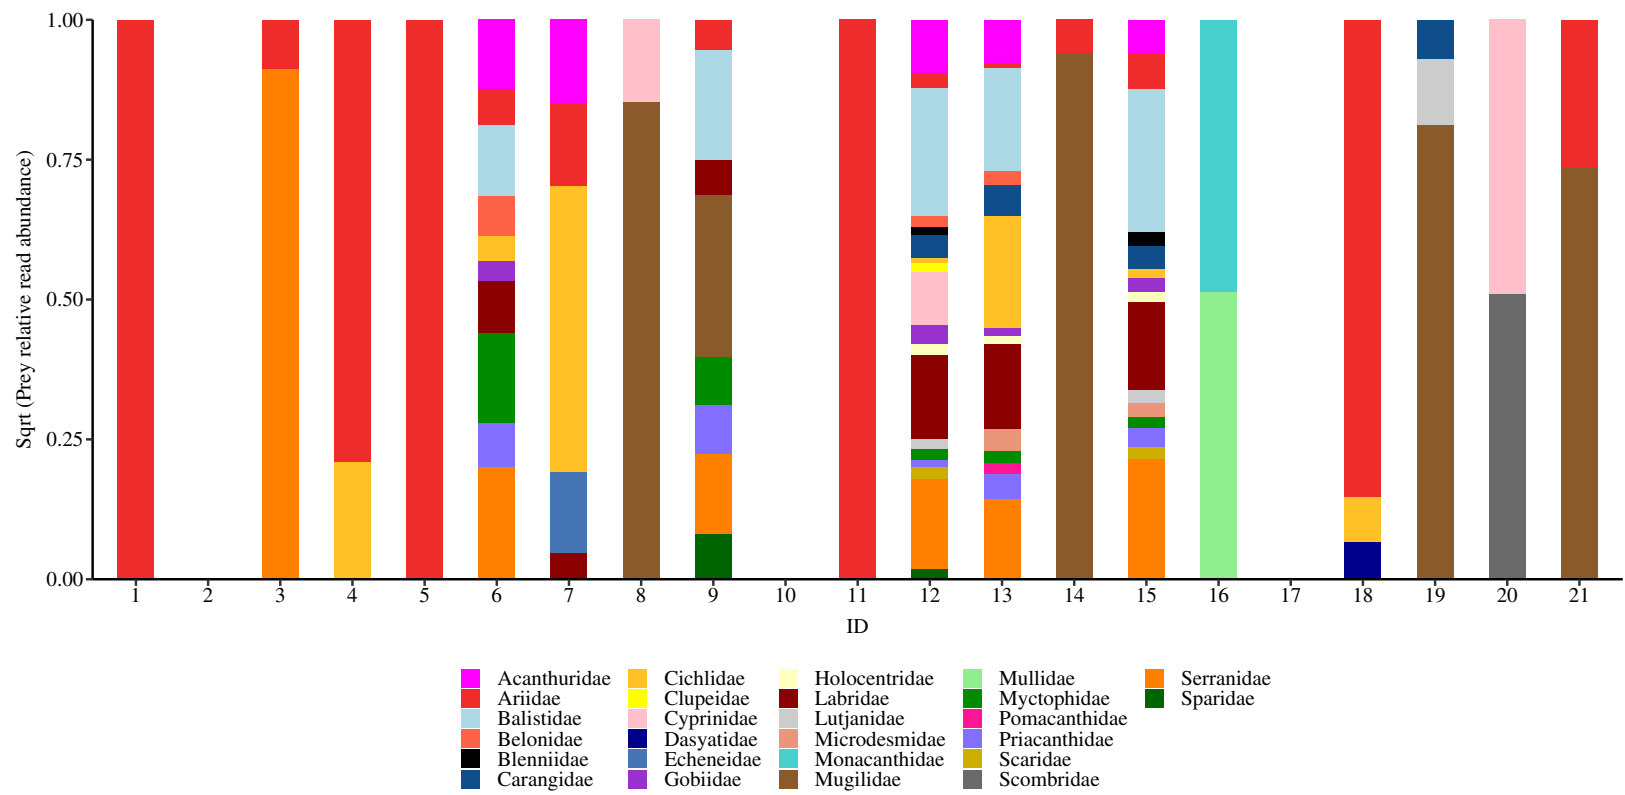 Sqrt (Prey relative read abundance)
1.00
0.75
0.50
0.25
0.00
1 2 3 4 5 6 7 8 9 10 11 12 13 14 15 16 17 18 19 20 21
ID
Acanthuridae Cichlidae Holocentridae Mullidae Serranidae
Ariidae Clupeidae Labridae Myctophidae Sparidae
Balistidae Cyprinidae Lutjanidae Pomacanthidae
Belonidae Dasyatidae Microdesmidae Priacanthidae
Blenniidae Echeneidae Monacanthidae Scaridae
Carangidae Gobiidae Mugilidae Scombridae